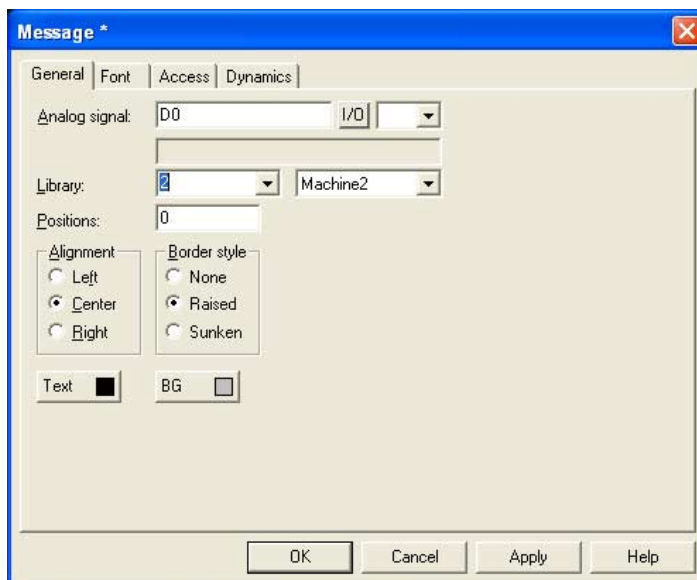 Message *
General Font Access Dynamics
Analog signal: D0 I/O
Library: 2 Machine2
Positions: 0
Alignment Border style
Left None
Center Raised
Right Sunken
Text BG
OK Cancel Apply Help